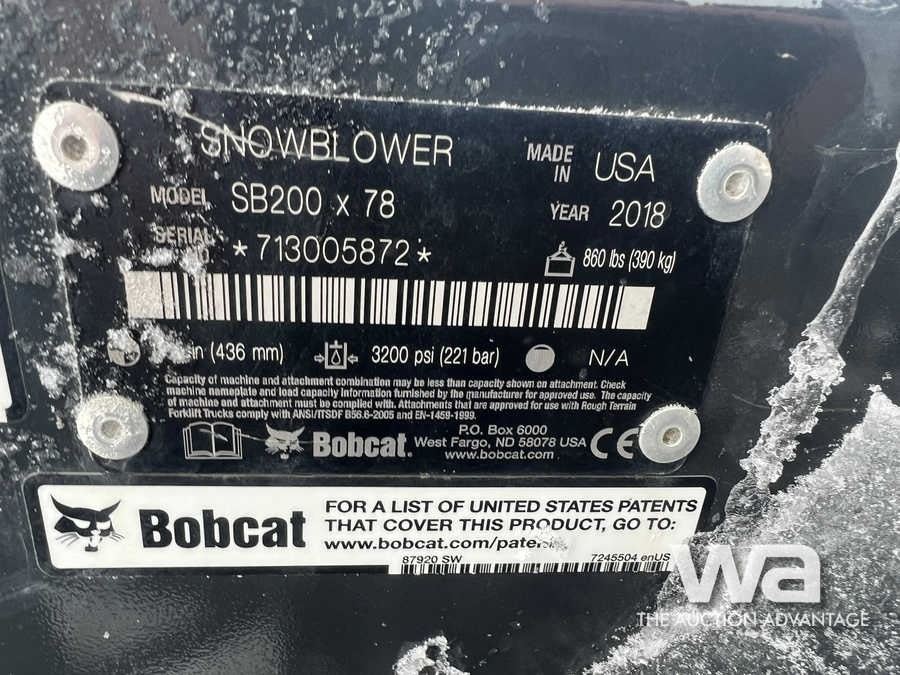 SNOWBLOWER
MADE IN USA
MODEL SB200 x 78
YEAR 2018
SERIAL *713005872*
860 lbs (390 kg)
in (436 mm) 3200 psi (221 bar) N/A
Capacity of machine and attachment combination may be less than capacity shown on attachment. Check
machine nameplate and load capacity information furnished by the manufacturer for approved use. The capacity
of machine and attachment must be complied with. Attachments that are approved for use with Rough Terrain
Forklift Trucks comply with ANSI/ITSDF B56.6-2005 and EN-1459-1999.
Bobcat.
P.O. Box 6000
West Fargo, ND 58078 USA
www.bobcat.com
CE
Bobcat
FOR A LIST OF UNITED STATES PATENTS
THAT COVER THIS PRODUCT, GO TO:
www.bobcat.com/patents
87920 SW 7245504 enUS
wa
THE AUCTION ADVANTAGE